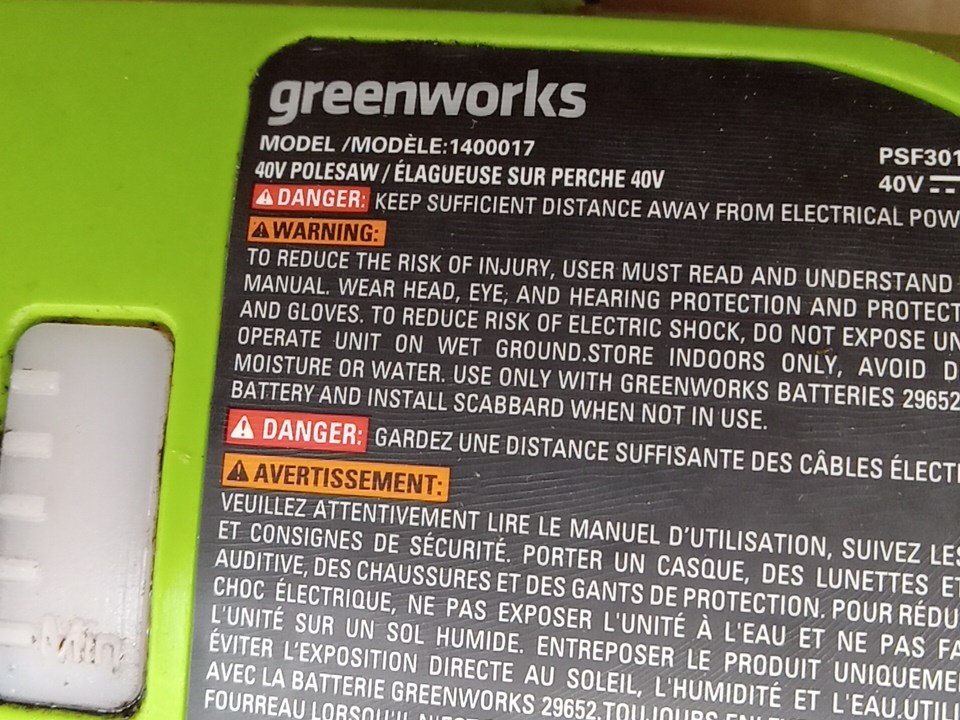 greenworks
MODEL /MODÈLE:1400017
PSF301
40V POLESAW / ÉLAGUEUSE SUR PERCHE 40V
40V
DANGER: KEEP SUFFICIENT DISTANCE AWAY FROM ELECTRICAL POW
WARNING:
TO REDUCE THE RISK OF INJURY, USER MUST READ AND UNDERSTAND
MANUAL. WEAR HEAD, EYE, AND HEARING PROTECTION AND PROTECT
AND GLOVES. TO REDUCE RISK OF ELECTRIC SHOCK, DO NOT EXPOSE UN
OPERATE UNIT ON WET GROUND.STORE INDOORS ONLY, AVOID D
MOISTURE OR WATER. USE ONLY WITH GREENWORKS BATTERIES 29652
BATTERY AND INSTALL SCABBARD WHEN NOT IN USE.
DANGER: GARDEZ UNE DISTANCE SUFFISANTE DES CÂBLES ÉLECT
AVERTISSEMENT:
VEUILLEZ ATTENTIVEMENT LIRE LE MANUEL D'UTILISATION, SUIVEZ LES
ET CONSIGNES DE SÉCURITÉ. PORTER UN CASQUE, DES LUNETTES ET
AUDITIVE, DES CHAUSSURES ET DES GANTS DE PROTECTION. POUR RÉDU
CHOC ÉLECTRIQUE, NE PAS EXPOSER L'UNITÉ À L'EAU ET NE PAS FA
L'UNITÉ SUR UN SOL HUMIDE. ENTREPOSER LE PRODUIT UNIQUEME
ÉVITER L'EXPOSITION DIRECTE AU SOLEIL, L'HUMIDITÉ ET L'EAU.UTILI
AVEC LA BATTERIE GREENWORKS 29652.TOUJOURS
FOURREAU LORSQU'IL N'EST
Min